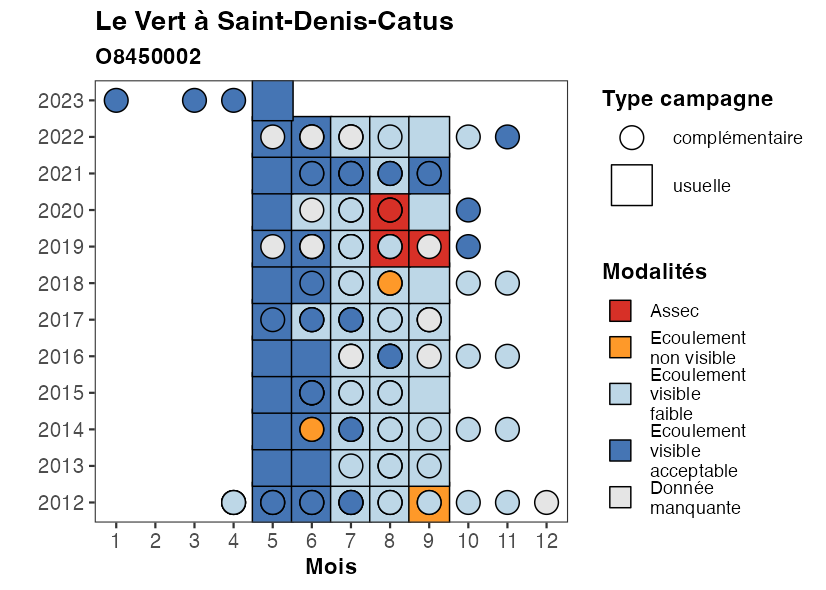 Le Vert à Saint-Denis-Catus
O8450002
2023
2022
2021
2020
2019
2018
2017
2016
2015
2014
2013
2012
1 2 3 4 5 6 7 8 9 10 11 12
Mois
Type campagne
complémentaire
usuelle
Modalités
Assec
Ecoulement
non visible
Ecoulement
visible
faible
Ecoulement
visible
acceptable
Donnée
manquante